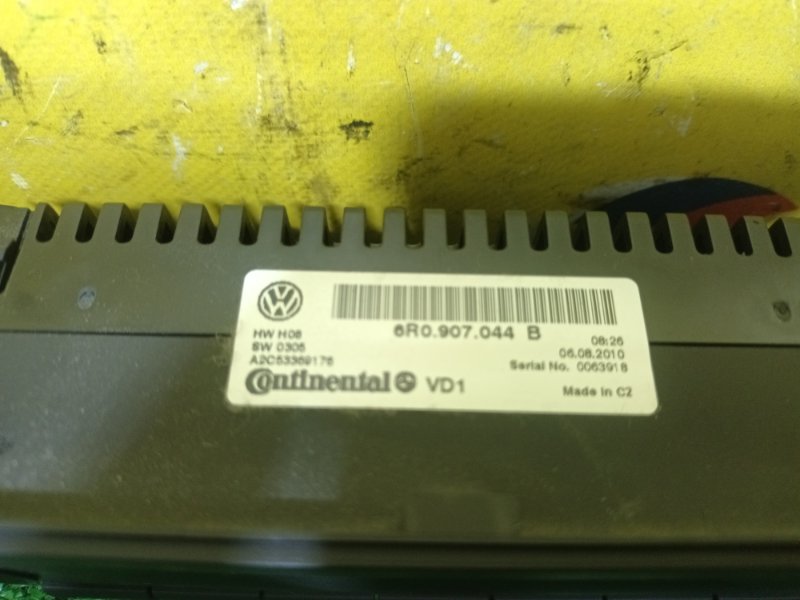 6R0.907.044 B
HW H08
SW 0305
A2C53369176
08:26
06.08.2010
Serial No. 0063918
Continental VD1
Made in CZ